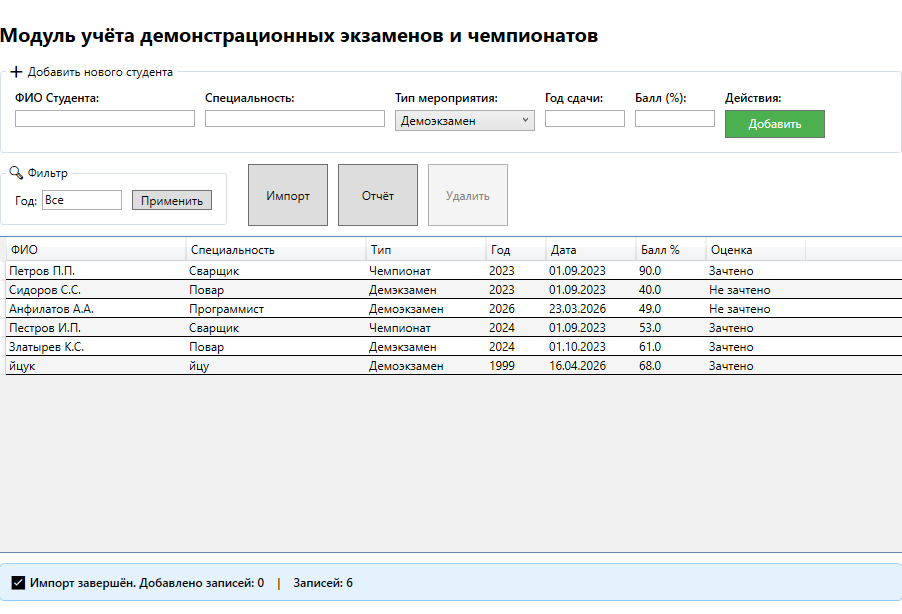 Модуль учёта демонстрационных экзаменов и чемпионатов
Добавить нового студента
ФИО Студента: Специальность: Тип мероприятия: Год сдачи: Балл (%): Действия:
Демоэкзамен Добавить
Фильтр
Год: Все Применить Импорт Отчёт Удалить
ФИО Специальность Тип Год Дата Балл % Оценка
Петров П.П. Сварщик Чемпионат 2023 01.09.2023 90.0 Зачтено
Сидоров С.С. Повар Демэкзамен 2023 01.09.2023 40.0 Не зачтено
Анфилатов А.А. Программист Демоэкзамен 2026 23.03.2026 49.0 Не зачтено
Пестров И.П. Сварщик Чемпионат 2024 01.09.2023 53.0 Зачтено
Златырев К.С. Повар Демэкзамен 2024 01.10.2023 61.0 Зачтено
йцук йцу Демоэкзамен 1999 16.04.2026 68.0 Зачтено
Импорт завершён. Добавлено записей: 0 | Записей: 6